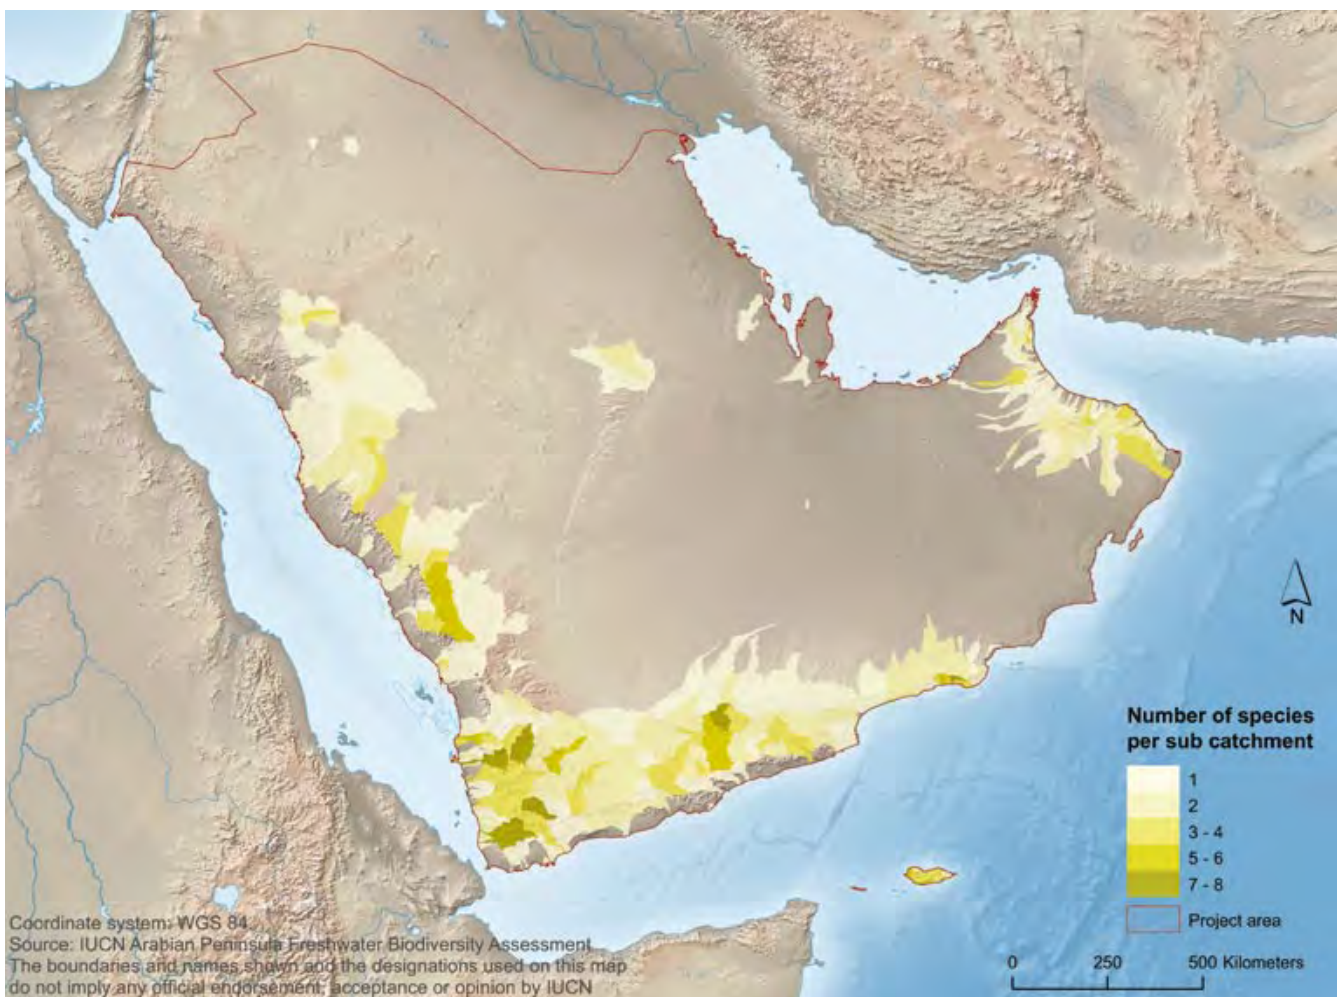 N
Number of species
per sub catchment
1
2
3 - 4
5 - 6
7 - 8
Project area
0 250 500 Kilometers
Coordinate system: WGS 84
Source: IUCN Arabian Peninsula Freshwater Biodiversity Assessment
The boundaries and names shown and the designations used on this map
do not imply any official endorsement, acceptance or opinion by IUCN